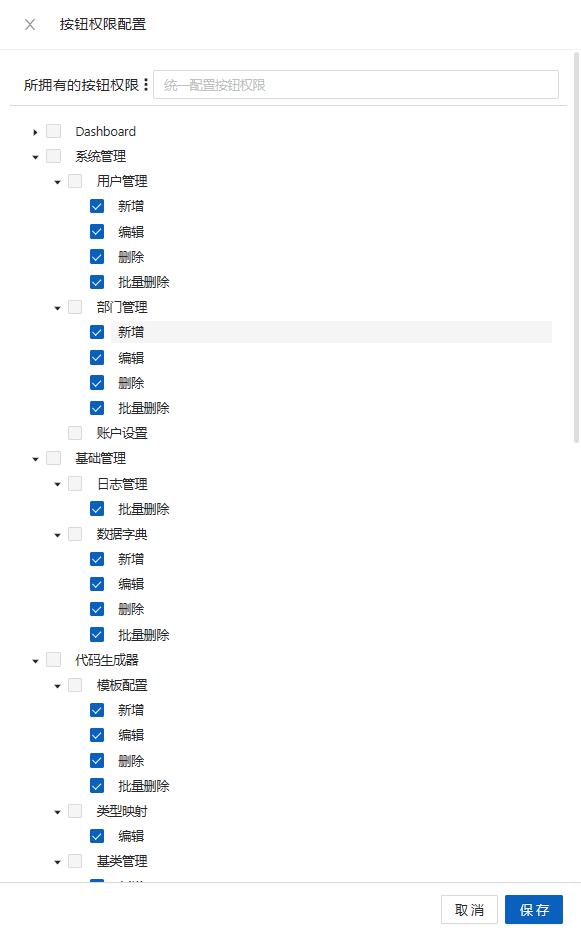 按钮权限配置
所拥有的按钮权限 统一配置按钮权限
Dashboard
系统管理
用户管理
新增
编辑
删除
批量删除
部门管理
新增
编辑
删除
批量删除
账户设置
基础管理
日志管理
批量删除
数据字典
新增
编辑
删除
批量删除
代码生成器
模板配置
新增
编辑
删除
批量删除
类型映射
编辑
基类管理
取消 保存